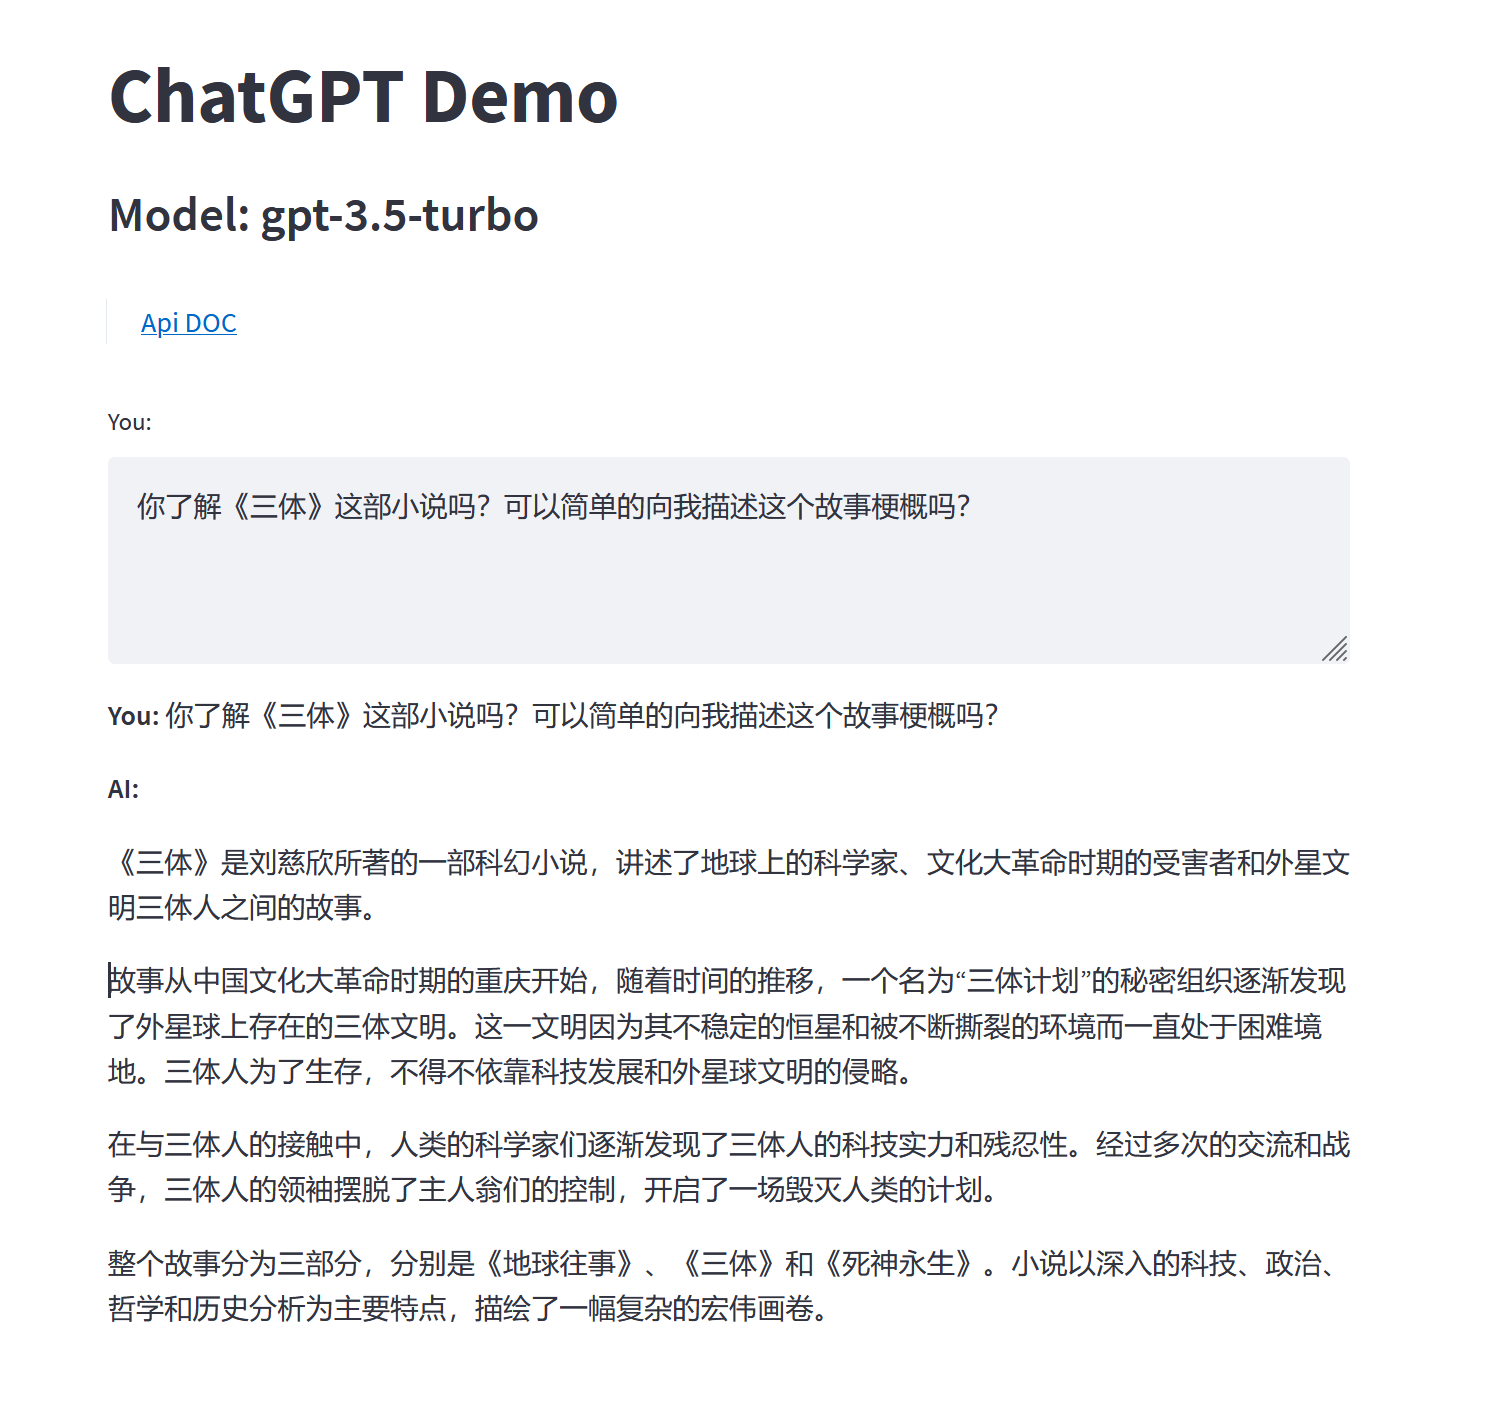 ChatGPT Demo
Model: gpt-3.5-turbo
Api DOC
You:
你了解《三体》这部小说吗？可以简单的向我描述这个故事梗概吗？
You: 你了解《三体》这部小说吗？可以简单的向我描述这个故事梗概吗？
AI:
《三体》是刘慈欣所著的一部科幻小说，讲述了地球上的科学家、文化大革命时期的受害者和外星文
明三体人之间的故事。
故事从中国文化大革命时期的重庆开始，随着时间的推移，一个名为“三体计划”的秘密组织逐渐发现
了外星球上存在的三体文明。这一文明因为其不稳定的恒星和被不断撕裂的环境而一直处于困难境
地。三体人为了生存，不得不依靠科技发展和外星球文明的侵略。
在与三体人的接触中，人类的科学家们逐渐发现了三体人的科技实力和残忍性。经过多次的交流和战
争，三体人的领袖摆脱了主人翁们的控制，开启了一场毁灭人类的计划。
整个故事分为三部分，分别是《地球往事》、《三体》和《死神永生》。小说以深入的科技、政治、
哲学和历史分析为主要特点，描绘了一幅复杂的宏伟画卷。